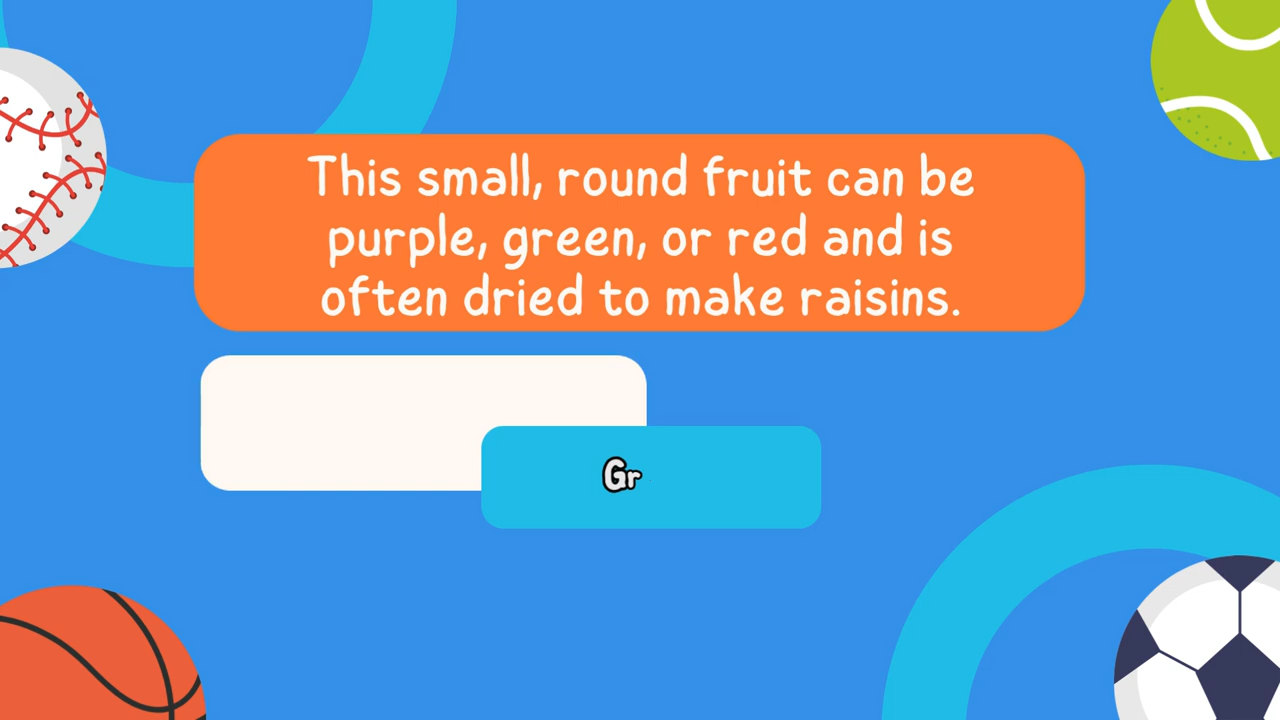 This small, round fruit can be
purple, green, or red and is
often dried to make raisins.
Gr